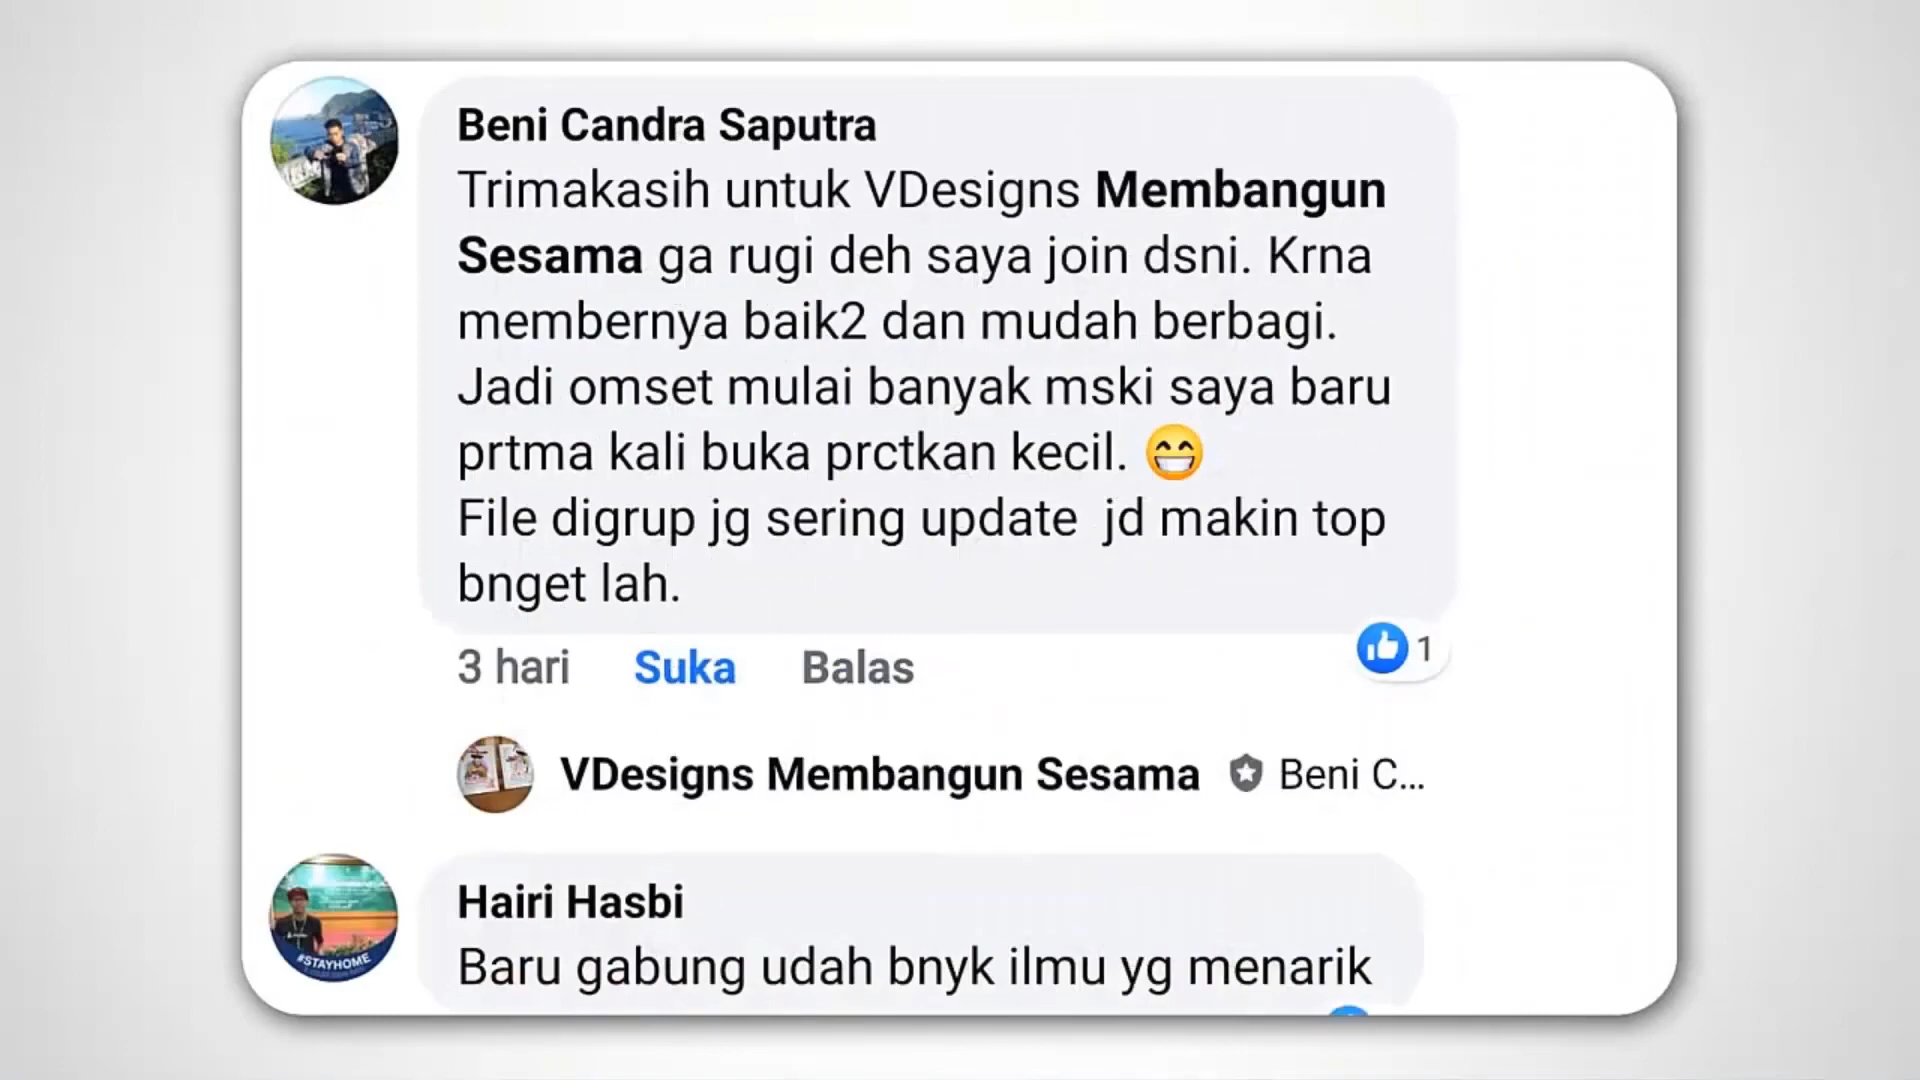 Beni Candra Saputra
Trimakasih untuk VDesigns Membangun
Sesama ga rugi deh saya join dsni. Krna
membernya baik2 dan mudah berbagi.
Jadi omset mulai banyak mski saya baru
prtma kali buka prctkan kecil. 😁
File digrup jg sering update jd makin top
bnget lah.
3 hari Suka Balas 1
VDesigns Membangun Sesama Beni C...
Hairi Hasbi
Baru gabung udah bnyk ilmu yg menarik
#STAYHOME